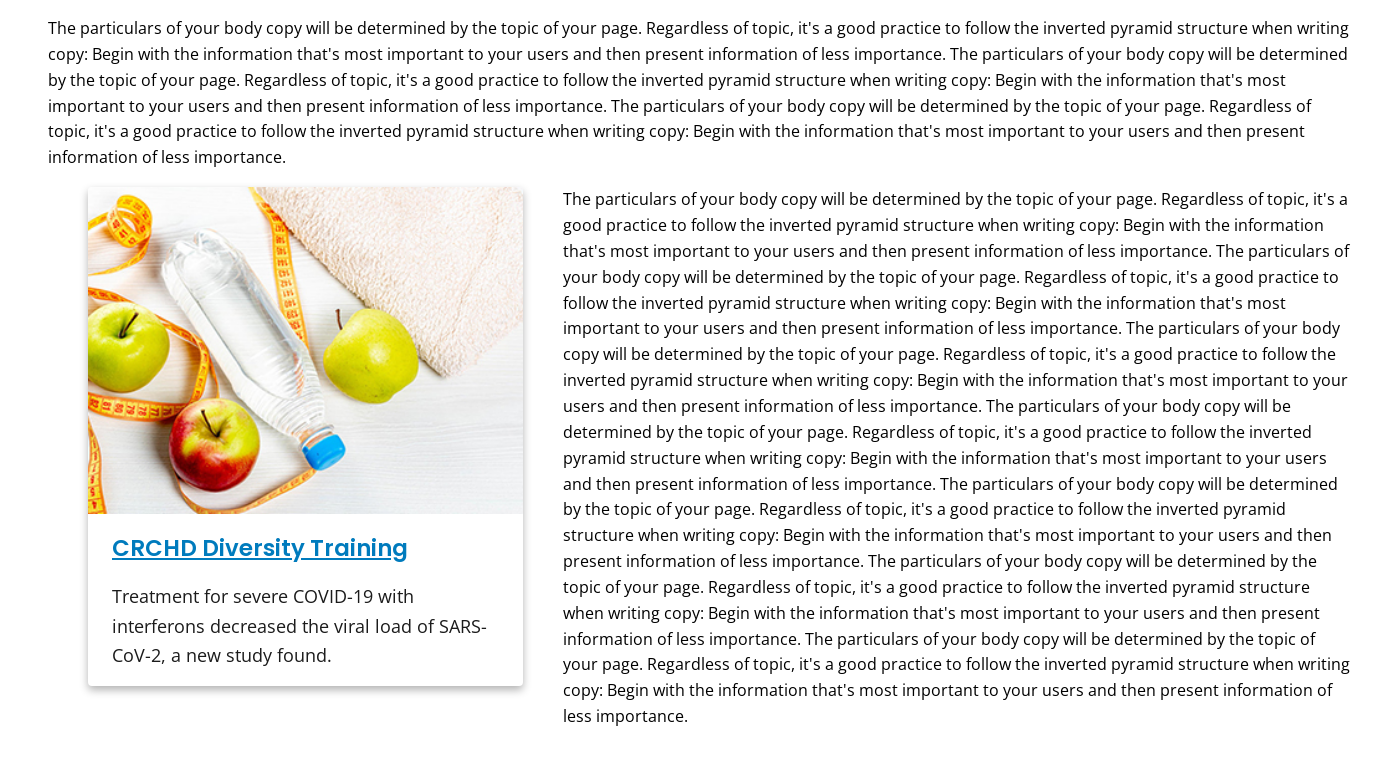 The particulars of your body copy will be determined by the topic of your page. Regardless of topic, it's a good practice to follow the inverted pyramid structure when writing
copy: Begin with the information that's most important to your users and then present information of less importance. The particulars of your body copy will be determined
by the topic of your page. Regardless of topic, it's a good practice to follow the inverted pyramid structure when writing copy: Begin with the information that's most
important to your users and then present information of less importance. The particulars of your body copy will be determined by the topic of your page. Regardless of
topic, it's a good practice to follow the inverted pyramid structure when writing copy: Begin with the information that's most important to your users and then present
information of less importance.
CRCHD Diversity Training
Treatment for severe COVID-19 with
interferons decreased the viral load of SARS-
CoV-2, a new study found.
The particulars of your body copy will be determined by the topic of your page. Regardless of topic, it's a
good practice to follow the inverted pyramid structure when writing copy: Begin with the information
that's most important to your users and then present information of less importance. The particulars of
your body copy will be determined by the topic of your page. Regardless of topic, it's a good practice to
follow the inverted pyramid structure when writing copy: Begin with the information that's most
important to your users and then present information of less importance. The particulars of your body
copy will be determined by the topic of your page. Regardless of topic, it's a good practice to follow the
inverted pyramid structure when writing copy: Begin with the information that's most important to your
users and then present information of less importance. The particulars of your body copy will be
determined by the topic of your page. Regardless of topic, it's a good practice to follow the inverted
pyramid structure when writing copy: Begin with the information that's most important to your users
and then present information of less importance. The particulars of your body copy will be determined
by the topic of your page. Regardless of topic, it's a good practice to follow the inverted pyramid
structure when writing copy: Begin with the information that's most important to your users and then
present information of less importance. The particulars of your body copy will be determined by the
topic of your page. Regardless of topic, it's a good practice to follow the inverted pyramid structure
when writing copy: Begin with the information that's most important to your users and then present
information of less importance. The particulars of your body copy will be determined by the topic of
your page. Regardless of topic, it's a good practice to follow the inverted pyramid structure when writing
copy: Begin with the information that's most important to your users and then present information of
less importance.